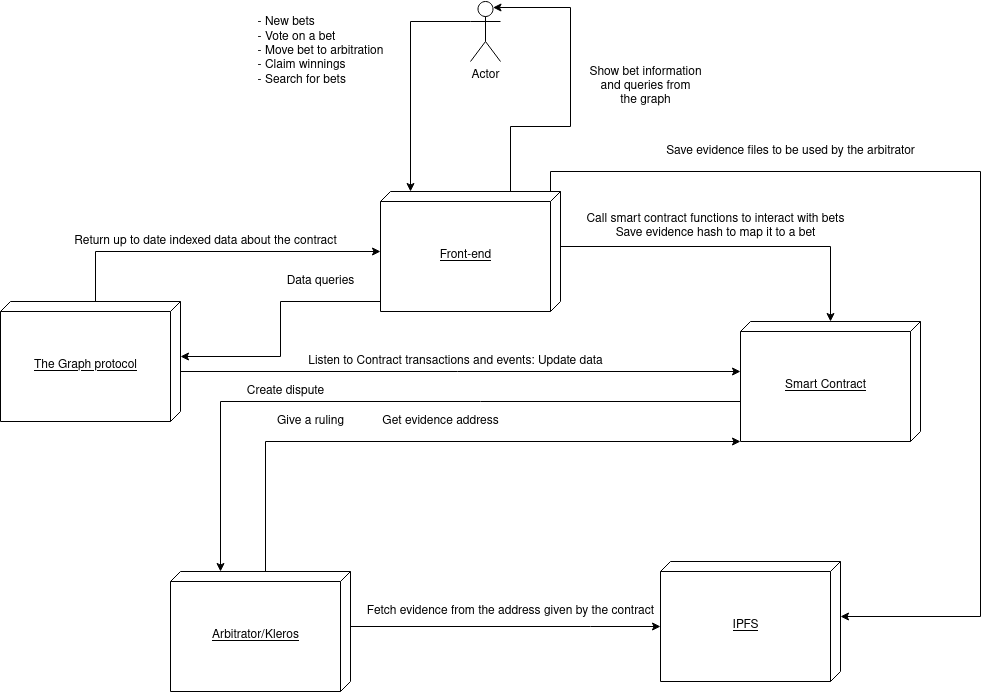 - New bets
- Vote on a bet
- Move bet to arbitration
- Claim winnings
- Search for bets
Actor
Show bet information
and queries from
the graph
Save evidence files to be used by the arbitrator
Call smart contract functions to interact with bets
Save evidence hash to map it to a bet
Return up to date indexed data about the contract
Front-end
Data queries
The Graph protocol
Listen to Contract transactions and events: Update data
Smart Contract
Create dispute
Give a ruling
Get evidence address
Fetch evidence from the address given by the contract
Arbitrator/Kleros
IPFS